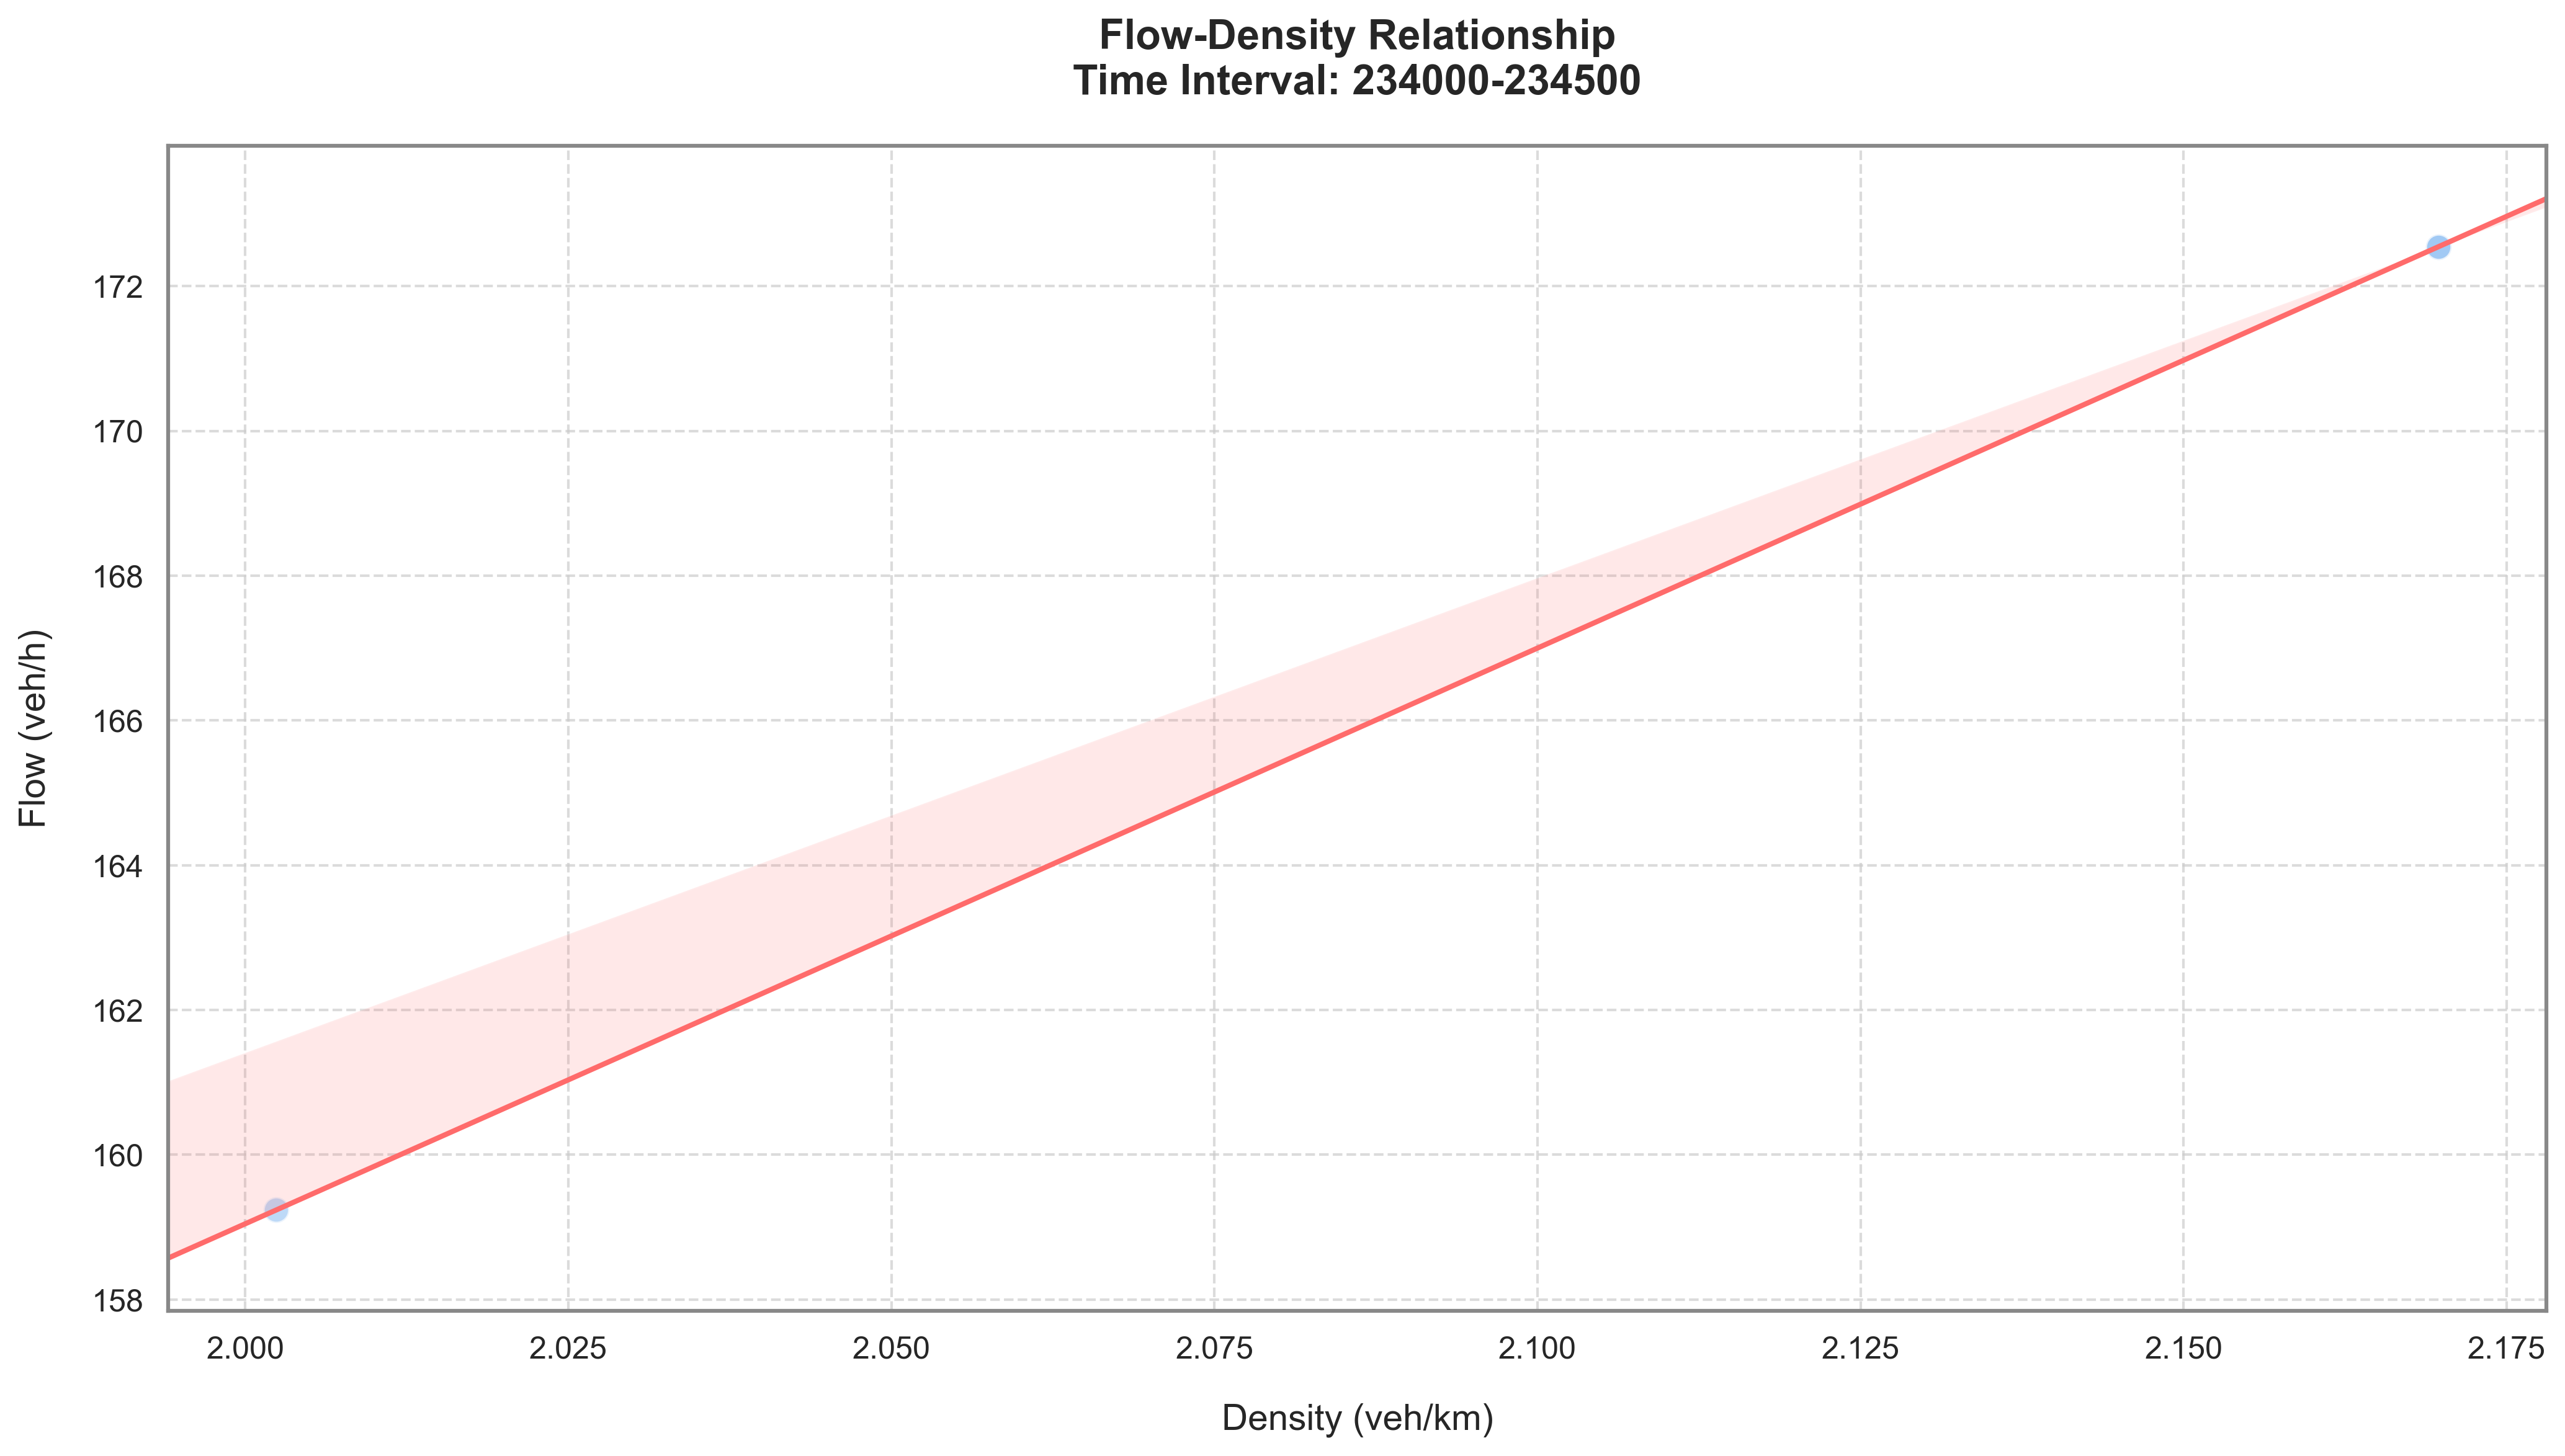 Flow-Density Relationship
Time Interval: 234000-234500
Flow (veh/h)
172
170
168
166
164
162
160
158
2.000 2.025 2.050 2.075 2.100 2.125 2.150 2.175
Density (veh/km)